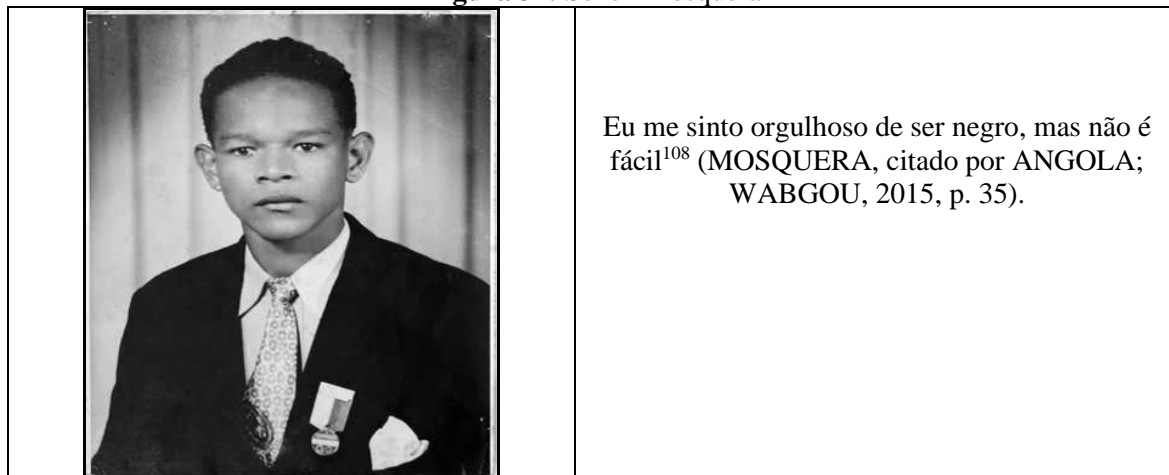 Eu me sinto orgulhoso de ser negro, mas não é
fácil¹⁰⁸ (MOSQUERA, citado por ANGOLA;
WABGOU, 2015, p. 35).